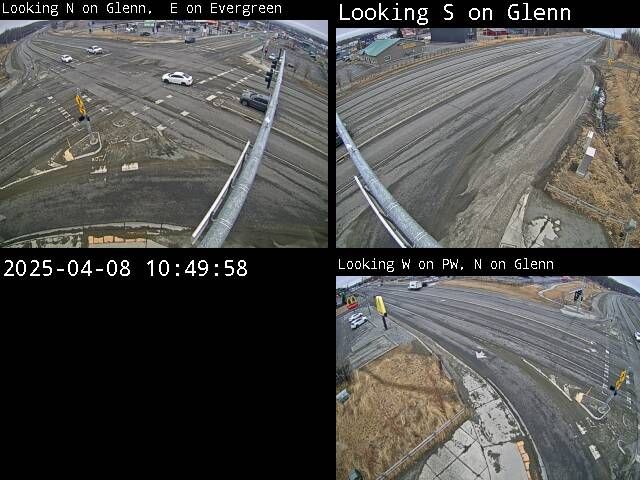 Looking N on Glenn, E on Evergreen
Looking S on Glenn
2025-04-08 10:49:58
Looking W on PW, N on Glenn